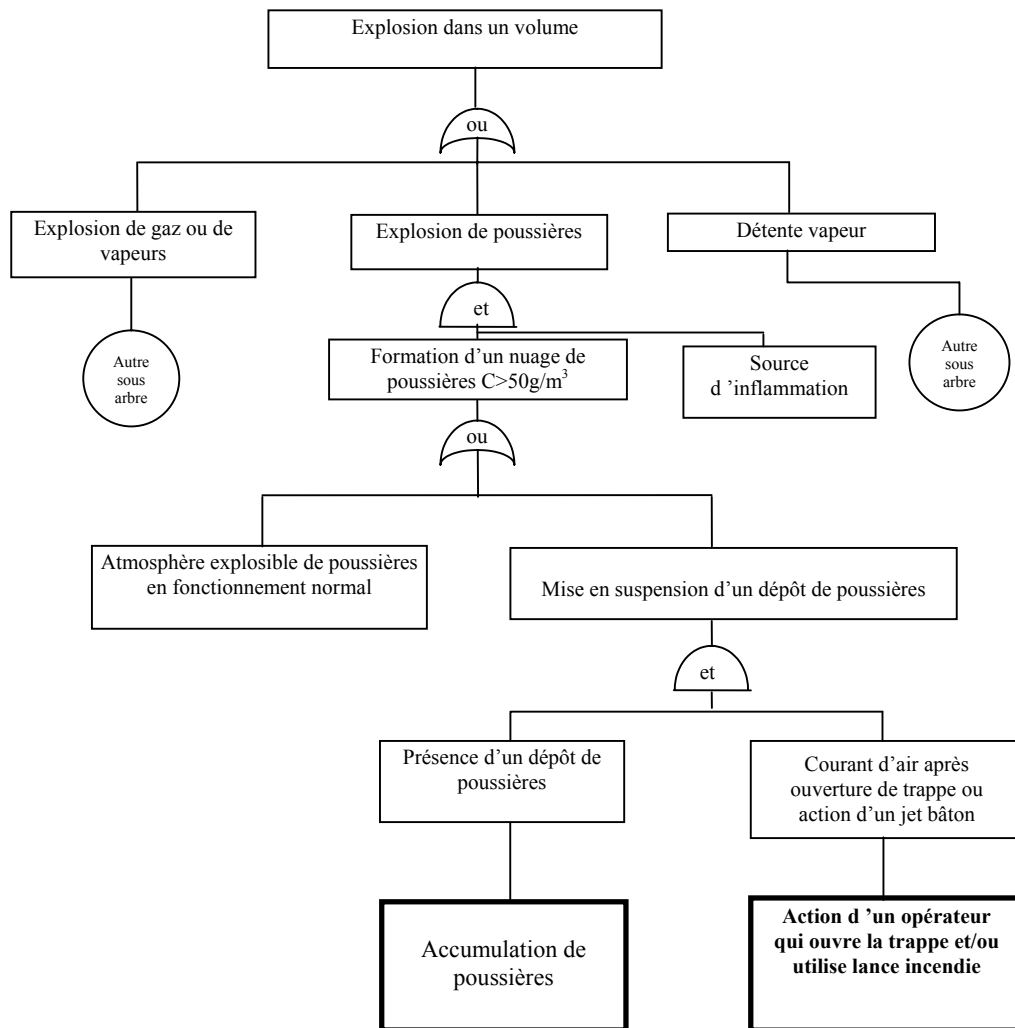 Explosion dans un volume
ou
Explosion de gaz ou de
vapeurs
Explosion de poussières
Détente vapeur
et
Autre
sous
arbre
Formation d’un nuage de
poussières C>50g/m³
Source
d ’inflammation
Autre
sous
arbre
ou
Atmosphère explosible de poussières
en fonctionnement normal
Mise en suspension d’un dépôt de poussières
et
Présence d’un dépôt de
poussières
Courant d’air après
ouverture de trappe ou
action d’un jet bâton
Accumulation de
poussières
Action d ’un opérateur
qui ouvre la trappe et/ou
utilise lance incendie